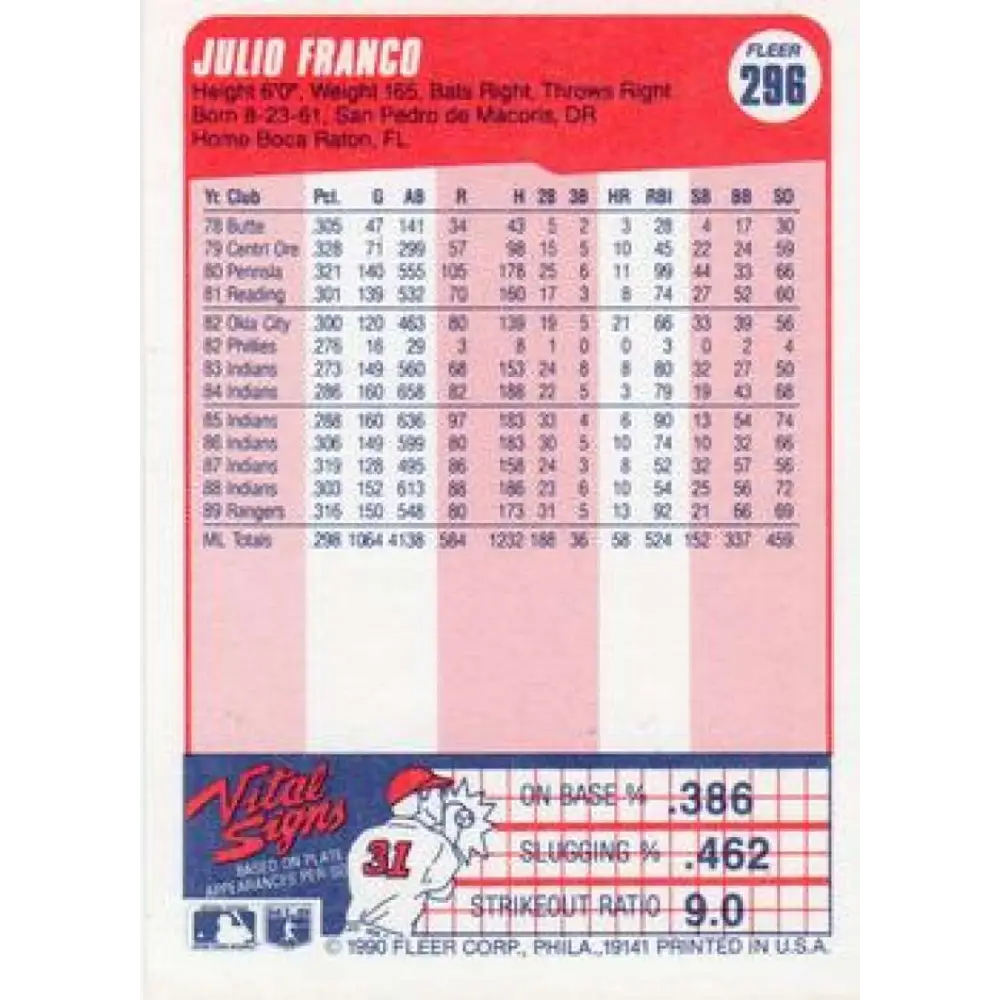 JULIO FRANCO
FLEER
296
Height 6'0", Weight 165, Bats Right, Throws Right
Born 8-23-61, San Pedro de Macoris, DR
Home Boca Raton, FL
Yr. Club Pct. G AB R H 2B 3B HR RBI SB BB SO
78 Butte .305 47 141 34 43 5 2 3 28 4 17 30
79 Centrl Ore .328 71 299 57 98 15 5 10 45 22 24 59
80 Pennsla .321 140 555 105 178 25 6 11 99 44 33 66
81 Reading .301 139 532 70 160 17 3 8 74 27 52 60
82 Okla City .300 120 463 80 139 19 5 21 66 33 39 56
82 Phillies .276 16 29 3 8 1 0 0 3 0 2 4
83 Indians .273 149 560 68 153 24 8 8 80 32 27 50
84 Indians .286 160 658 82 188 22 5 3 79 19 43 68
85 Indians .288 160 636 97 183 33 4 6 90 13 54 74
86 Indians .306 149 599 80 183 30 5 10 74 10 32 66
87 Indians .319 128 495 86 158 24 3 8 52 32 57 56
88 Indians .303 152 613 88 186 23 6 10 54 25 56 72
89 Rangers .316 150 548 80 173 31 5 13 92 21 66 69
ML Totals .298 1064 4138 584 1232 188 36 58 524 152 337 459
Vital
Signs
BASED ON PLATE
APPEARANCES PER SO
31
ON BASE % .386
SLUGGING % .462
STRIKEOUT RATIO 9.0
© 1990 FLEER CORP., PHILA.,19141 PRINTED IN U.S.A.